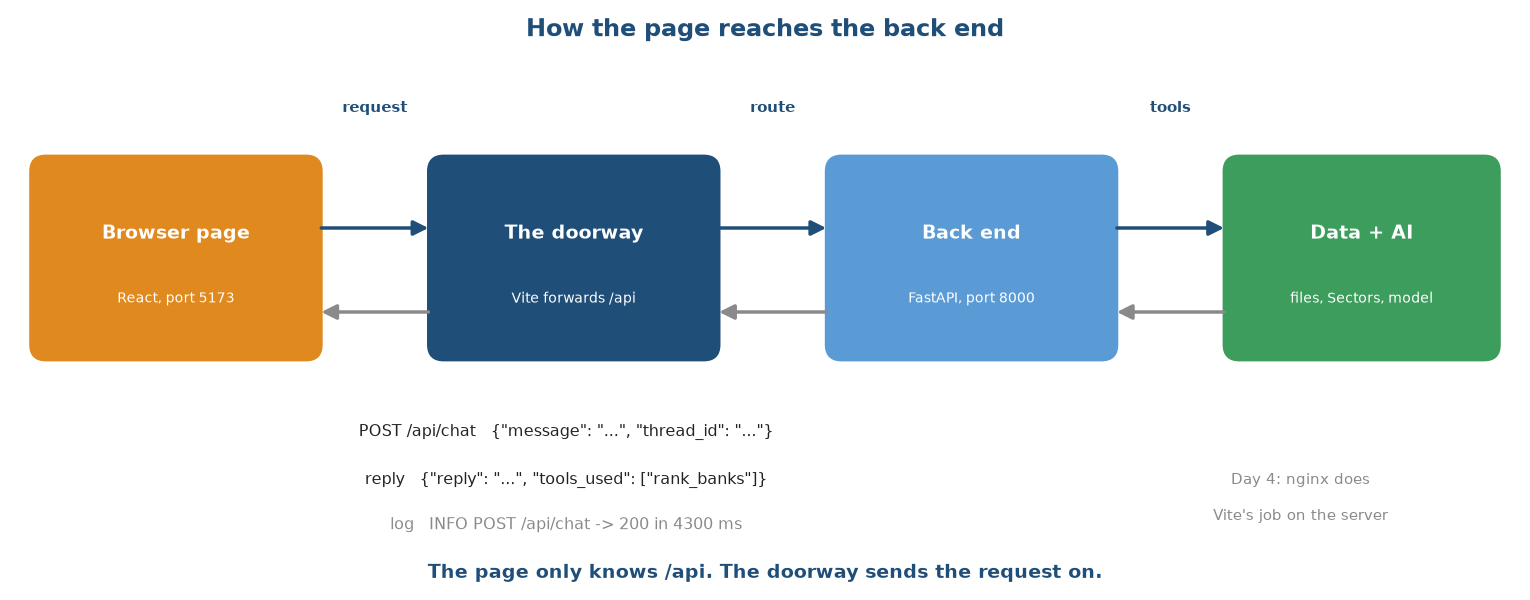 How the page reaches the back end
request
route
tools
Browser page
The doorway
Back end
Data + AI
React, port 5173
Vite forwards /api
FastAPI, port 8000
files, Sectors, model
POST /api/chat   {"message": "...", "thread_id": "..."}
reply   {"reply": "...", "tools_used": ["rank_banks"]}
Day 4: nginx does
Vite's job on the server
log   INFO POST /api/chat -> 200 in 4300 ms
The page only knows /api. The doorway sends the request on.